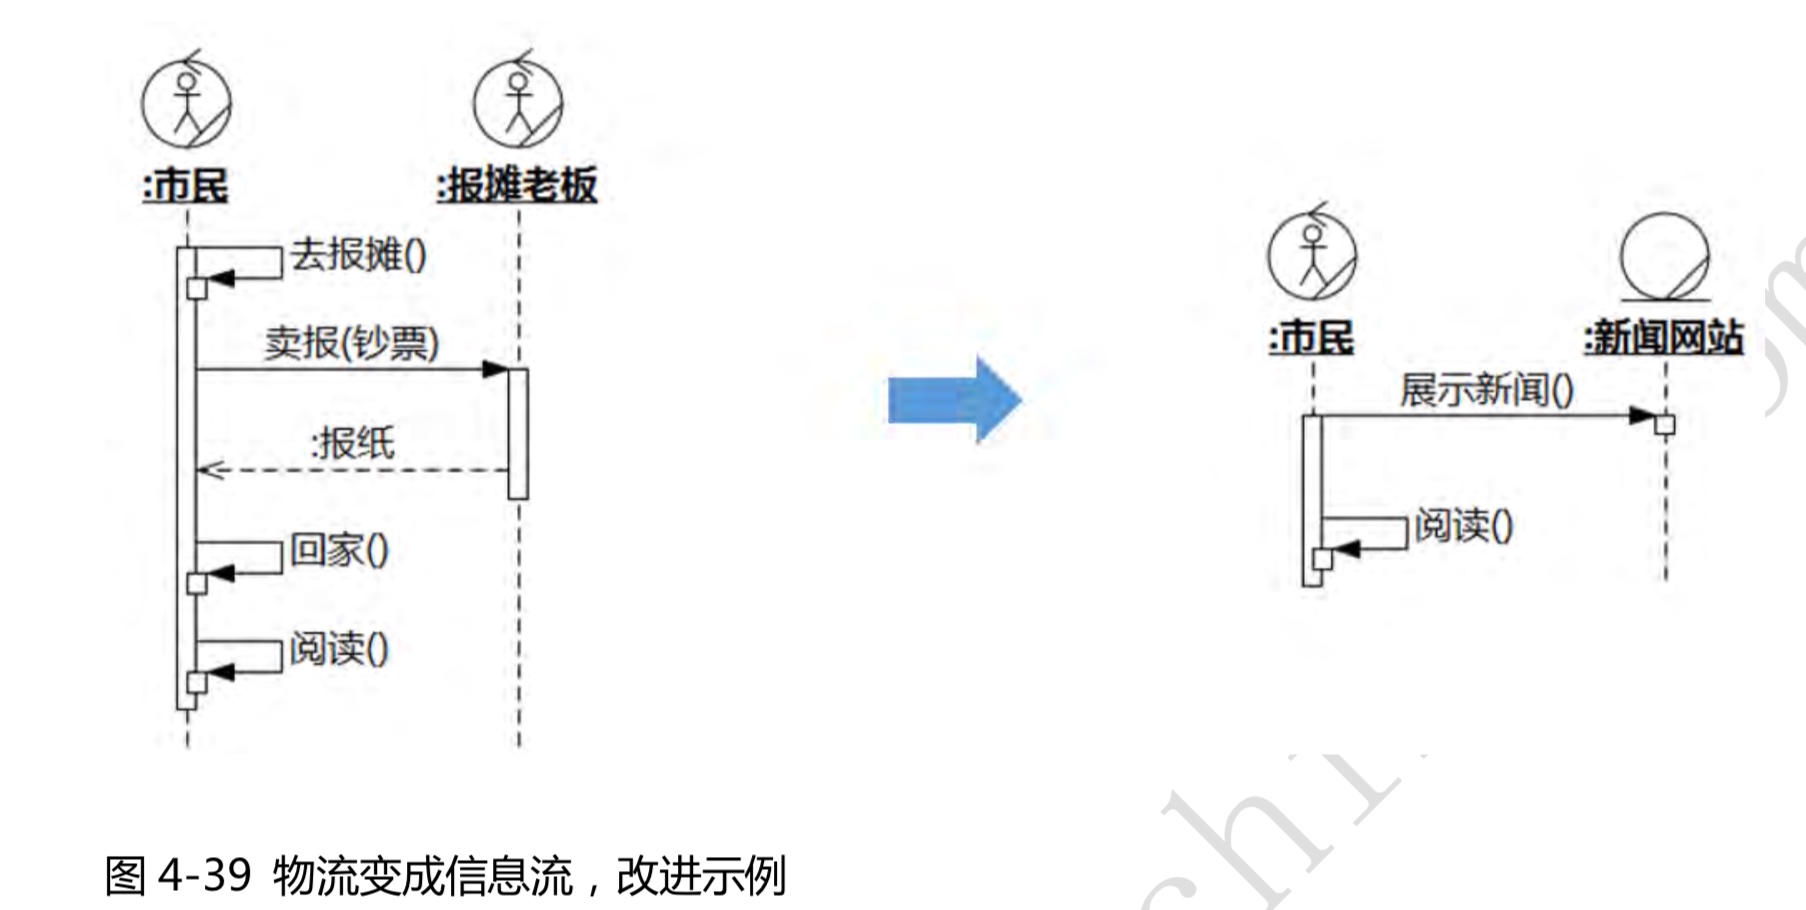 :市民
:报摊老板
去报摊()
卖报(钞票)
:报纸
回家()
阅读()
:市民
:新闻网站
展示新闻()
阅读()
图 4-39 物流变成信息流，改进示例